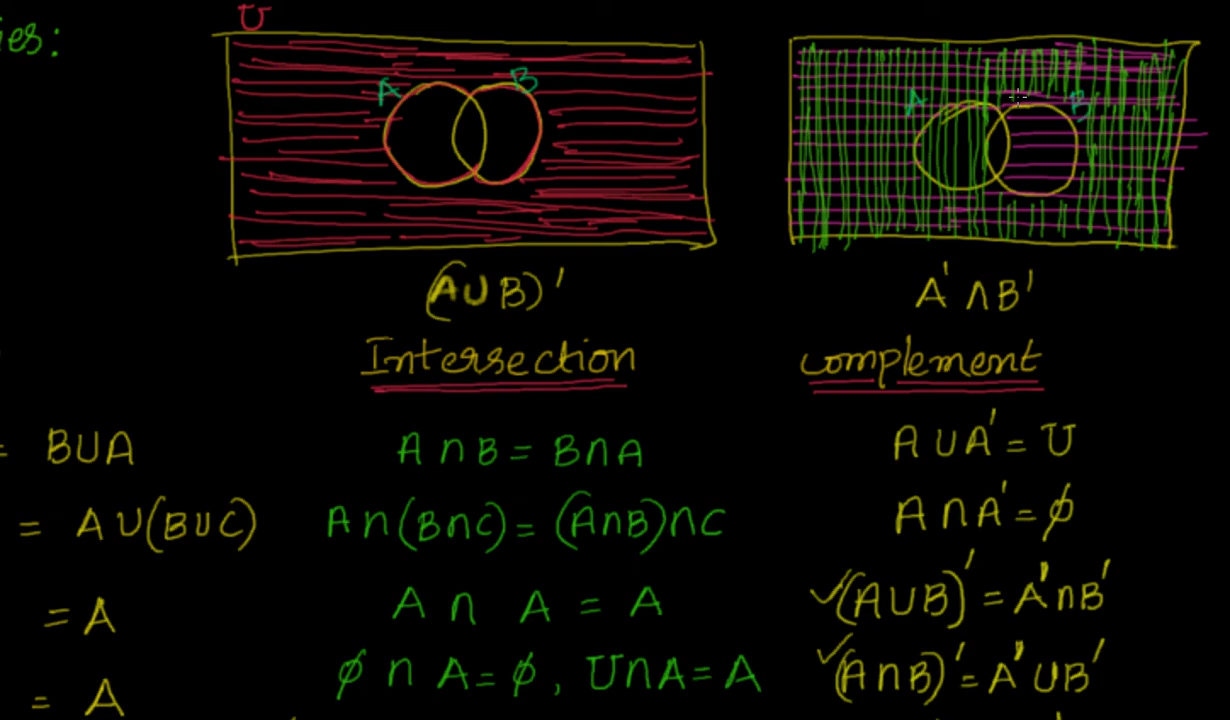 ies:
U
A B
A B
(A∪B)'
A'∩B'
Intersection
complement
= B∪A
A∩B = B∩A
A∪A' = U
= A∪(B∪C)
A∩(B∩C) = (A∩B)∩C
A∩A' = ϕ
= A
A ∩ A = A
✓(A∪B)' = A'∩B'
= A
ϕ ∩ A = ϕ, U∩A = A
✓(A∩B)' = A'∪B'